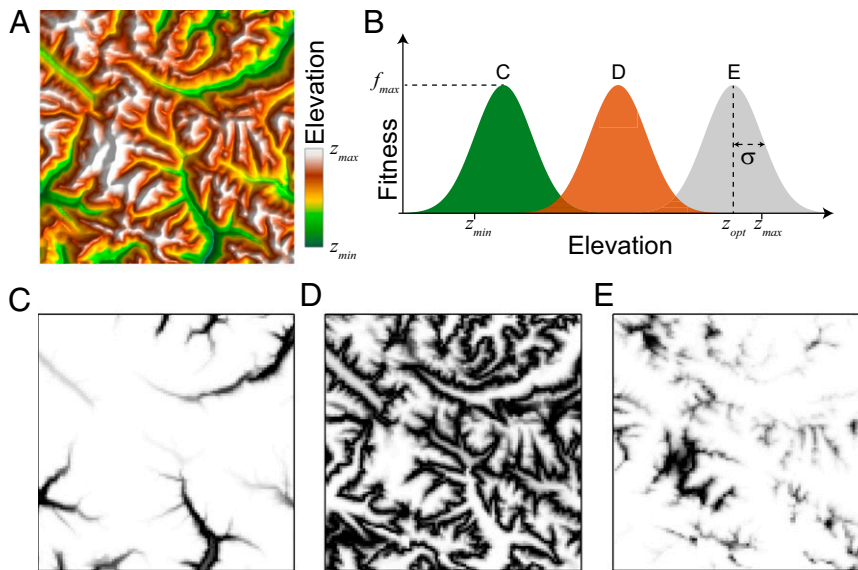 A
Elevation
z_max
z_min
B
C
D
E
f_max
σ
Fitness
z_min
z_opt
z_max
Elevation
C
D
E